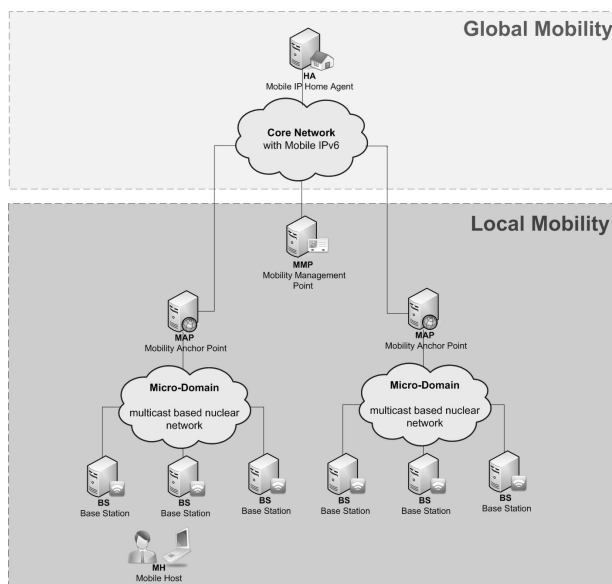 Global Mobility
HA
Mobile IP Home Agent
Core Network
with Mobile IPv6
Local Mobility
MMP
Mobility Management
Point
MAP
Mobility Anchor Point
MAP
Mobility Anchor Point
Micro-Domain
multicast based nuclear
network
Micro-Domain
multicast based nuclear
network
BS
Base Station
BS
Base Station
BS
Base Station
BS
Base Station
BS
Base Station
BS
Base Station
MH
Mobile Host